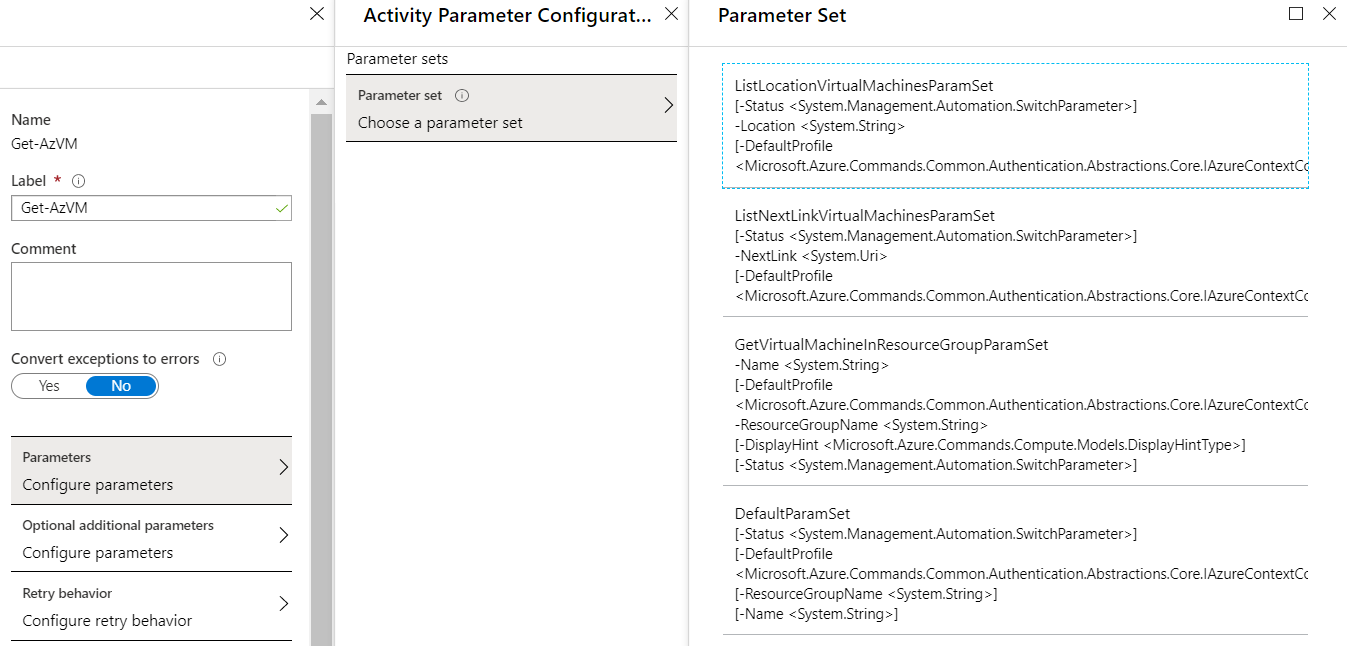 Name
Get-AzVM
Label *
Get-AzVM
Comment
Convert exceptions to errors
Yes No
Parameters
Configure parameters
Optional additional parameters
Configure parameters
Retry behavior
Configure retry behavior
Activity Parameter Configurat...
Parameter sets
Parameter set
Choose a parameter set
Parameter Set
ListLocationVirtualMachinesParamSet
[-Status <System.Management.Automation.SwitchParameter>]
-Location <System.String>
[-DefaultProfile
<Microsoft.Azure.Commands.Common.Authentication.Abstractions.Core.IAzureContextCo
ListNextLinkVirtualMachinesParamSet
[-Status <System.Management.Automation.SwitchParameter>]
-NextLink <System.Uri>
[-DefaultProfile
<Microsoft.Azure.Commands.Common.Authentication.Abstractions.Core.IAzureContextCo
GetVirtualMachineInResourceGroupParamSet
-Name <System.String>
[-DefaultProfile
<Microsoft.Azure.Commands.Common.Authentication.Abstractions.Core.IAzureContextCo
-ResourceGroupName <System.String>
[-DisplayHint <Microsoft.Azure.Commands.Compute.Models.DisplayHintType>]
[-Status <System.Management.Automation.SwitchParameter>]
DefaultParamSet
[-Status <System.Management.Automation.SwitchParameter>]
[-DefaultProfile
<Microsoft.Azure.Commands.Common.Authentication.Abstractions.Core.IAzureContextCo
[-ResourceGroupName <System.String>]
[-Name <System.String>]